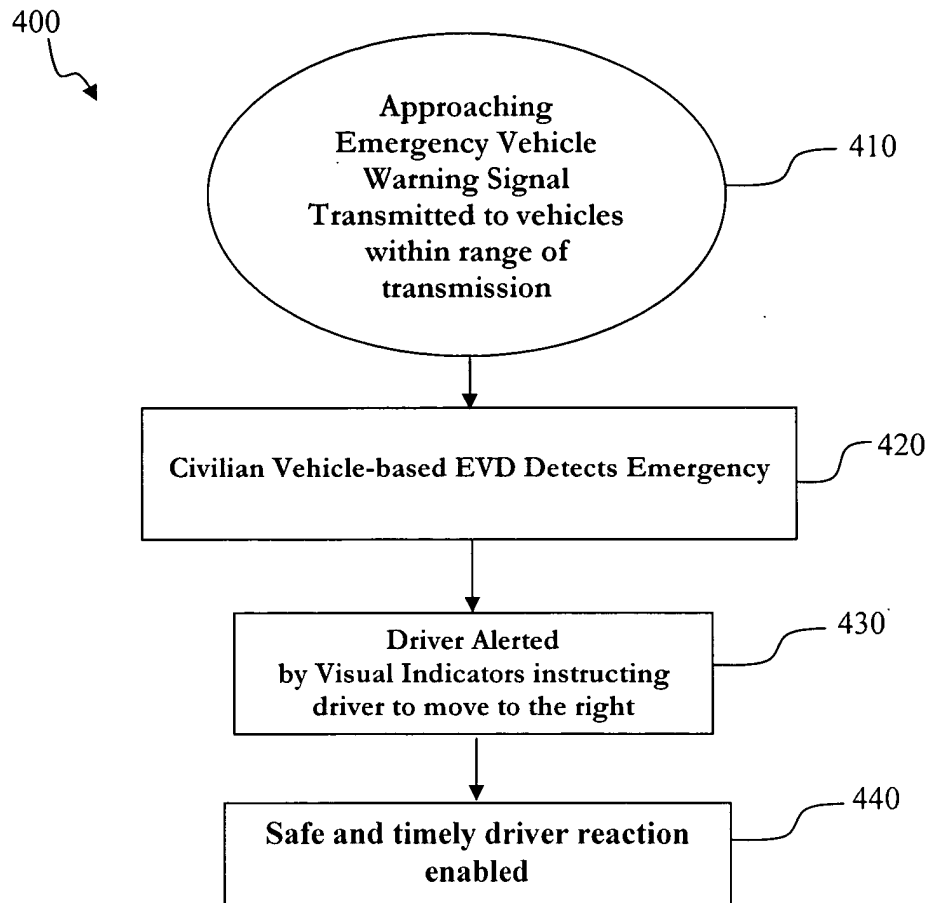 400
Approaching
Emergency Vehicle
Warning Signal
Transmitted to vehicles
within range of
transmission
410
Civilian Vehicle-based EVD Detects Emergency
420
Driver Alerted
by Visual Indicators instructing
driver to move to the right
430
Safe and timely driver reaction
enabled
440